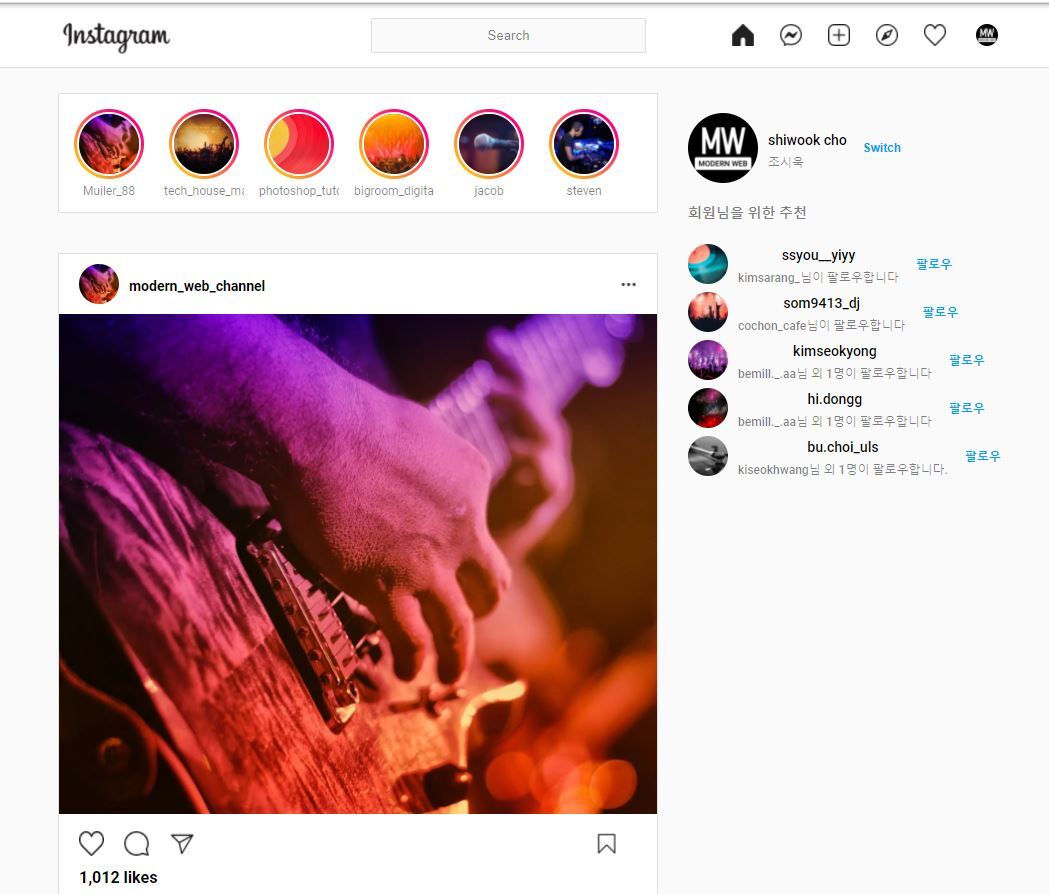 Instagram
Search
MW
Muiler_88
tech_house_ma
photoshop_tuto
bigroom_digita
jacob
steven
MW
MODERN WEB
shiwook cho
조시욱
Switch
회원님을 위한 추천
ssyou__yiyy
kimsarang_님이 팔로우합니다
팔로우
som9413_dj
cochon_cafe님이 팔로우합니다
팔로우
kimseokyong
bemill._.aa님 외 1명이 팔로우합니다
팔로우
hi.dongg
bemill._.aa님 외 1명이 팔로우합니다
팔로우
bu.choi_uls
kiseokhwang님 외 1명이 팔로우합니다.
팔로우
modern_web_channel
1,012 likes